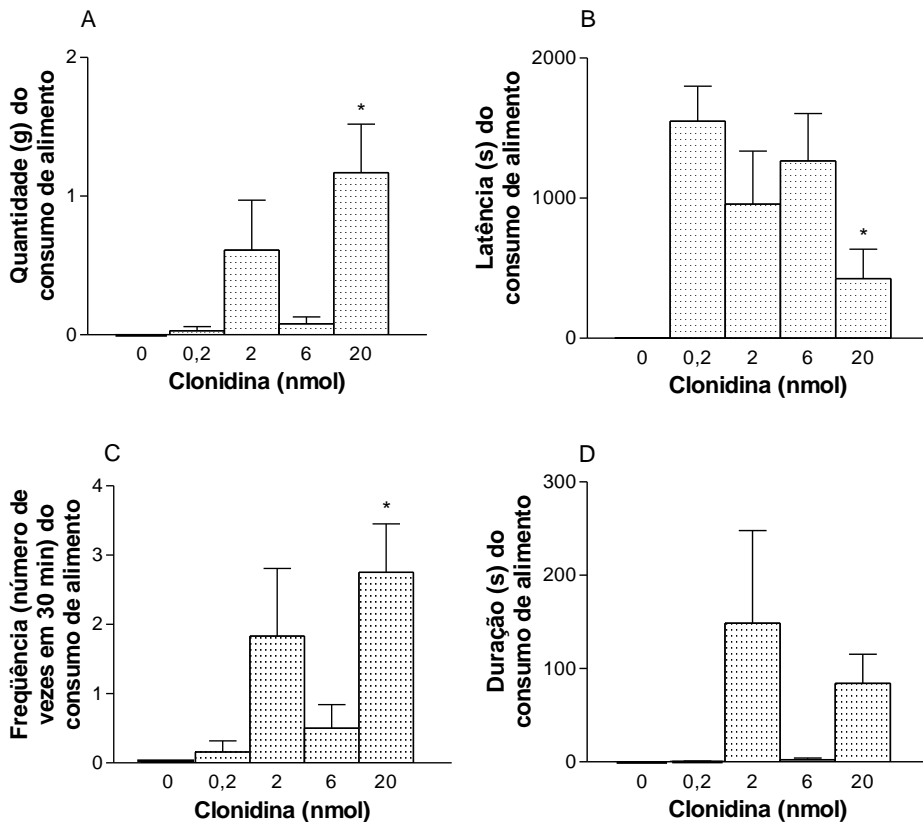 A
Quantidade (g) do
consumo de alimento
2
1
0
*
0 0,2 2 6 20
Clonidina (nmol)
B
Latência (s) do
consumo de alimento
2000
1000
0
*
0 0,2 2 6 20
Clonidina (nmol)
C
Freqüência (número de
vezes em 30 min) do
consumo de alimento
4
3
2
1
0
*
0 0,2 2 6 20
Clonidina (nmol)
D
Duração (s) do
consumo de alimento
300
200
100
0
0 0,2 2 6 20
Clonidina (nmol)